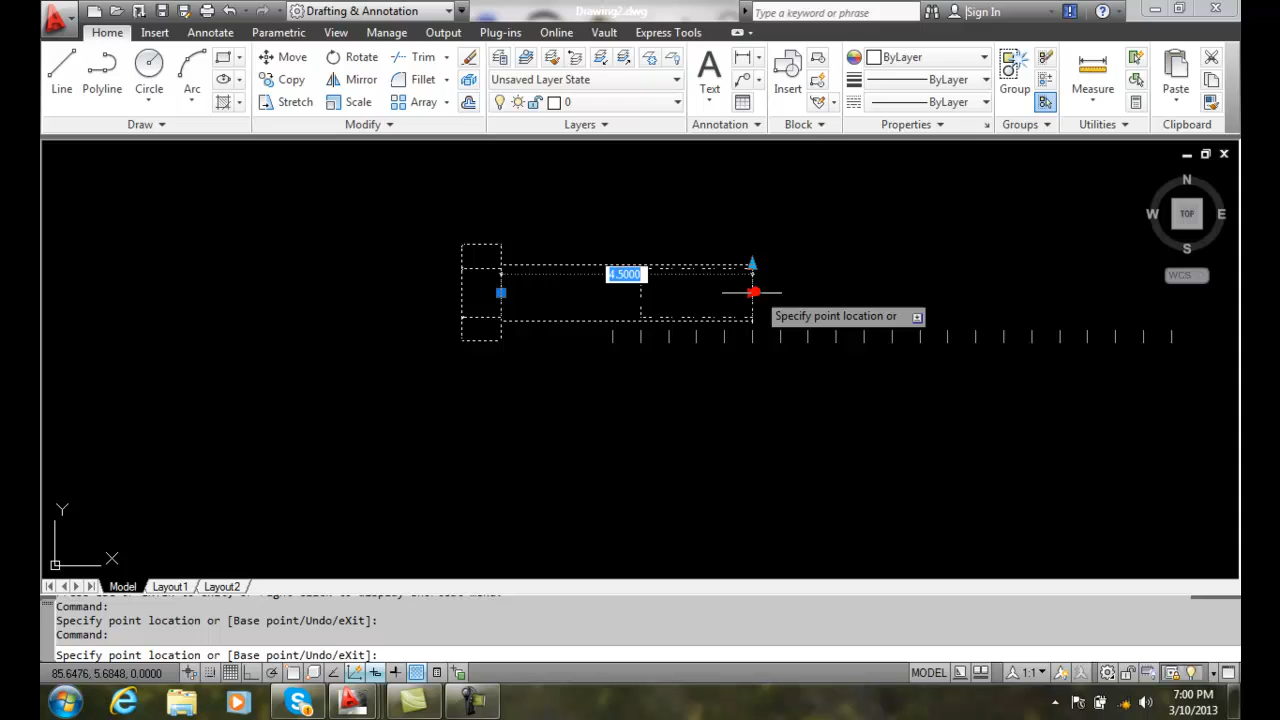 Drafting & Annotation
Drawing2.dwg
Type a keyword or phrase
Sign In
Home
Insert
Annotate
Parametric
View
Manage
Output
Plug-ins
Online
Vault
Express Tools
Line
Polyline
Circle
Arc
Move
Rotate
Trim
Copy
Mirror
Fillet
Stretch
Scale
Array
Unsaved Layer State
0
Text
Insert
ByLayer
ByLayer
ByLayer
Group
Measure
Paste
Draw
Modify
Layers
Annotation
Block
Properties
Groups
Utilities
Clipboard
N
W
TOP
E
S
WCS
4.5000
Specify point location or
Y
X
Model
Layout1
Layout2
Command:
Specify point location or [Base point/Undo/eXit]:
Command:
Specify point location or [Base point/Undo/eXit]:
85.6476, 5.6848, 0.0000
MODEL
1:1
7:00 PM
3/10/2013